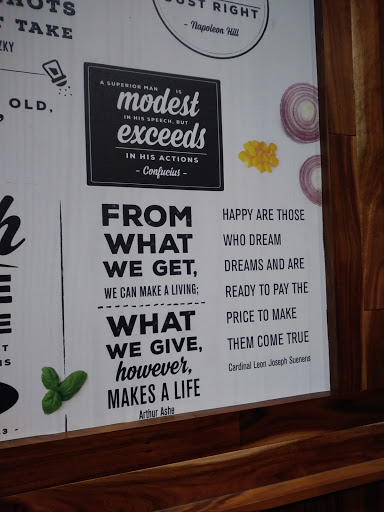 SHOTS
TAKE
ZKY
JUST RIGHT
- Napoleon Hill
OLD,
A SUPERIOR MAN IS
modest
IN HIS SPEECH, BUT
exceeds
IN HIS ACTIONS
- Confucius -
FROM
WHAT
WE GET,
WE CAN MAKE A LIVING;
WHAT
WE GIVE,
however,
MAKES A LIFE
Arthur Ashe
HAPPY ARE THOSE
WHO DREAM
DREAMS AND ARE
READY TO PAY THE
PRICE TO MAKE
THEM COME TRUE
Cardinal Leon Joseph Suenens